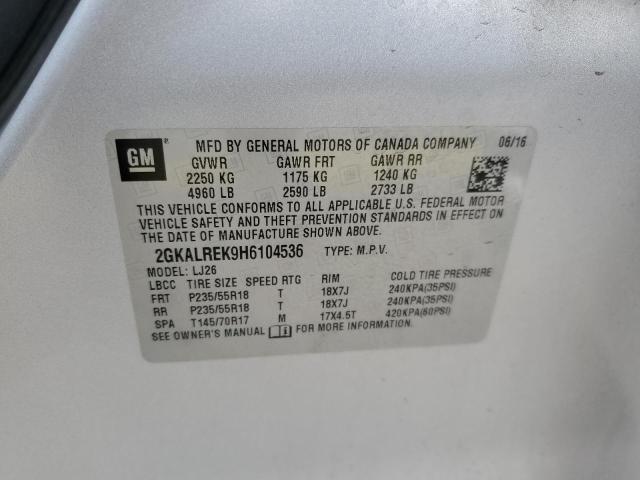 GM
MFD BY GENERAL MOTORS OF CANADA COMPANY 06/16
GVWR GAWR FRT GAWR RR
2250 KG 1175 KG 1240 KG
4960 LB 2590 LB 2733 LB
THIS VEHICLE CONFORMS TO ALL APPLICABLE U.S. FEDERAL MOTOR
VEHICLE SAFETY AND THEFT PREVENTION STANDARDS IN EFFECT ON
THE DATE OF MANUFACTURE SHOWN ABOVE.
2GKALREK9H6104536 TYPE: M.P.V.
MODEL: LJ26
LBCC TIRE SIZE SPEED RTG RIM COLD TIRE PRESSURE
FRT P235/55R18 T 18X7J 240KPA(35PSI)
RR P235/55R18 T 18X7J 240KPA(35PSI)
SPA T145/70R17 M 17X4.5T 420KPA(60PSI)
SEE OWNER'S MANUAL FOR MORE INFORMATION.